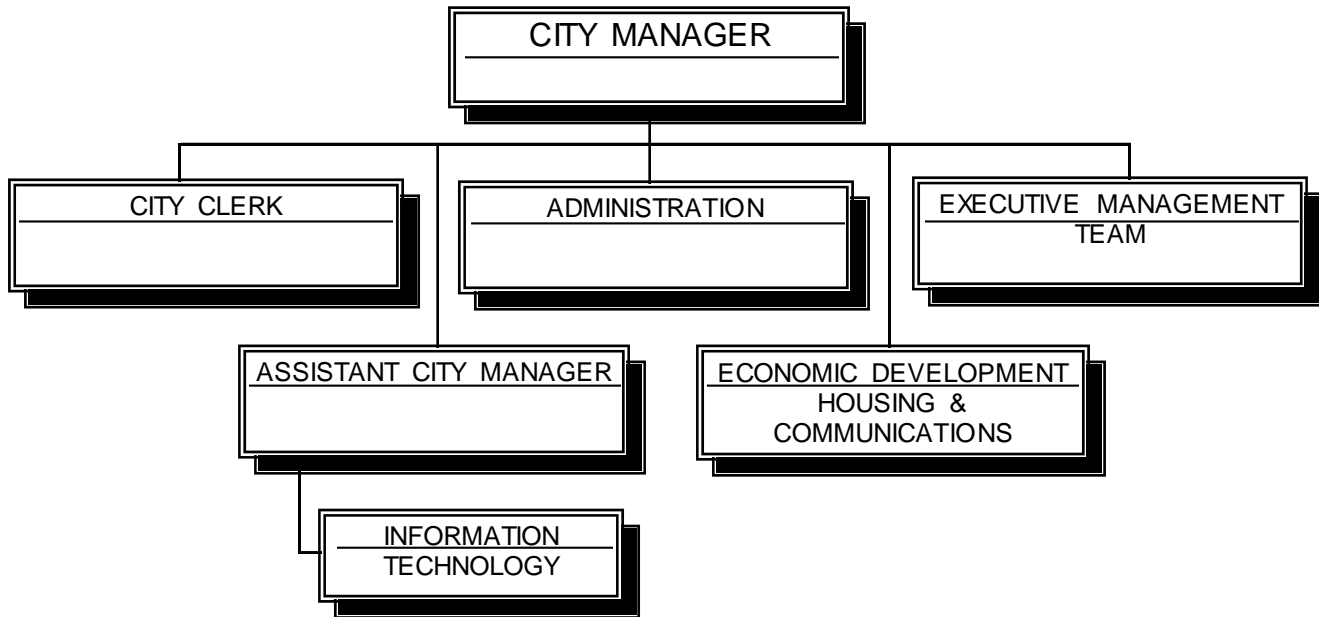 CITY MANAGER
CITY CLERK
ADMINISTRATION
EXECUTIVE MANAGEMENT
TEAM
ASSISTANT CITY MANAGER
ECONOMIC DEVELOPMENT
HOUSING &
COMMUNICATIONS
INFORMATION
TECHNOLOGY